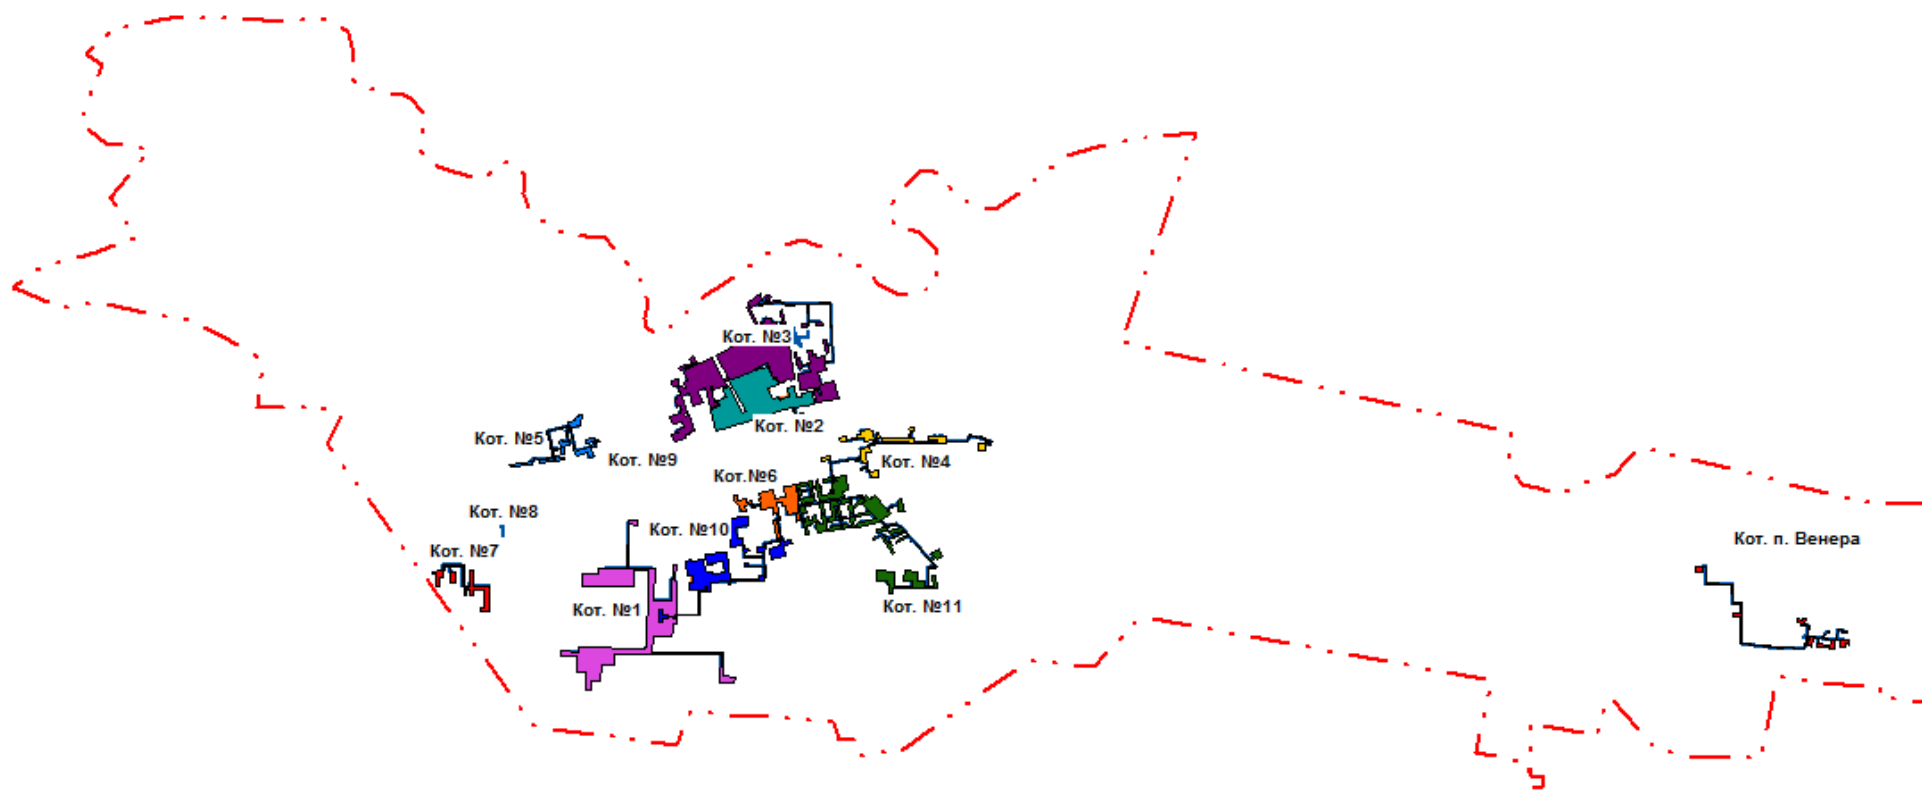 Кот. №3
Кот. №2
Кот. №5
Кот. №9
Кот. №4
Кот.№6
Кот. №8
Кот. №10
Кот. п. Венера
Кот. №7
Кот. №1
Кот. №11